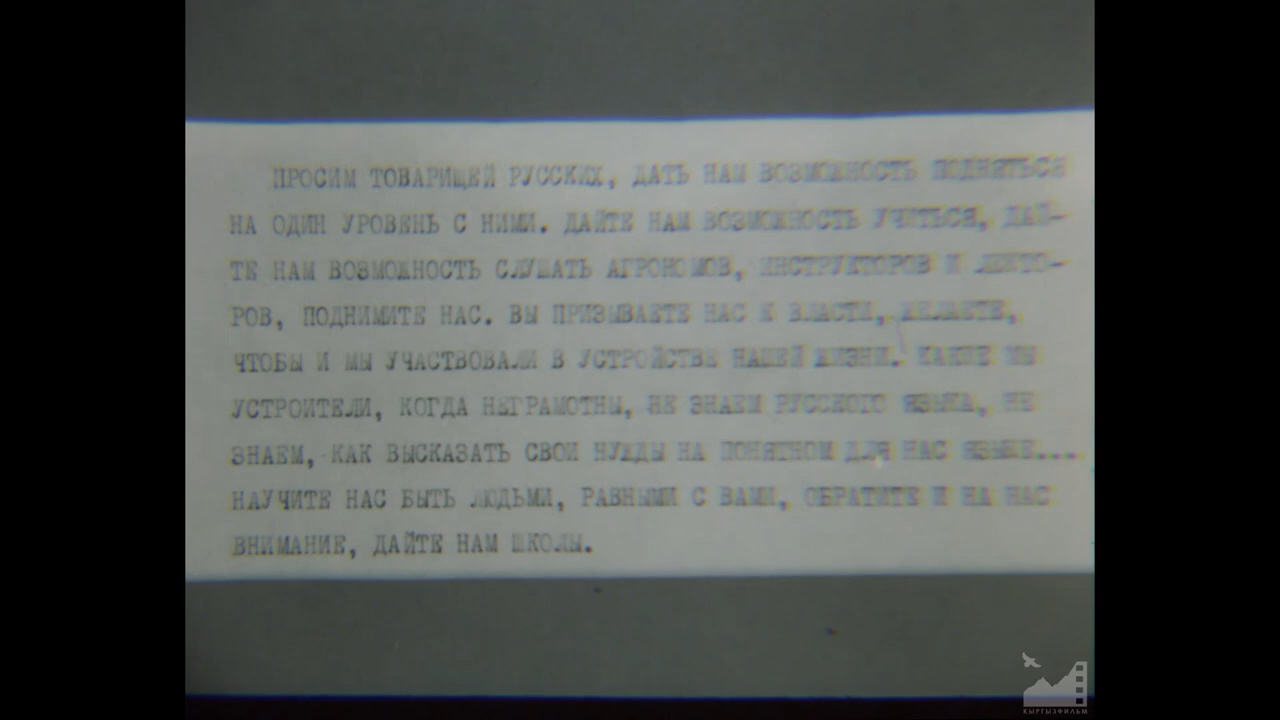 ПРОСИМ ТОВАРИЩЕЙ РУССКИХ, ДАТЬ НАМ ВОЗМОЖНОСТЬ ПОДНЯТЬСЯ
НА ОДИН УРОВЕНЬ С НИМИ. ДАЙТЕ НАМ ВОЗМОЖНОСТЬ УЧИТЬСЯ, ДАЙ-
ТЕ НАМ ВОЗМОЖНОСТЬ СЛУШАТЬ АГРОНОМОВ, ИНСТРУКТОРОВ И ЛЕКТО-
РОВ, ПОДНИМИТЕ НАС. ВЫ ПРИЗЫВАЕТЕ НАС К ВЛАСТИ, ЖЕЛАЕТЕ,
ЧТОБЫ И МЫ УЧАСТВОВАЛИ В УСТРОЙСТВЕ НАШЕЙ ЖИЗНИ. КАКИЕ МЫ
УСТРОИТЕЛИ, КОГДА НЕГРАМОТНЫ, НЕ ЗНАЕМ РУССКОГО ЯЗЫКА, НЕ
ЗНАЕМ, КАК ВЫСКАЗАТЬ СВОИ НУЖДЫ НА ПОНЯТНОМ ДЛЯ НАС ЯЗЫКЕ...
НАУЧИТЕ НАС БЫТЬ ЛЮДЬМИ, РАВНЫМИ С ВАМИ, ОБРАТИТЕ И НА НАС
ВНИМАНИЕ, ДАЙТЕ НАМ ШКОЛЫ.
КЫРГЫЗФИЛЬМ